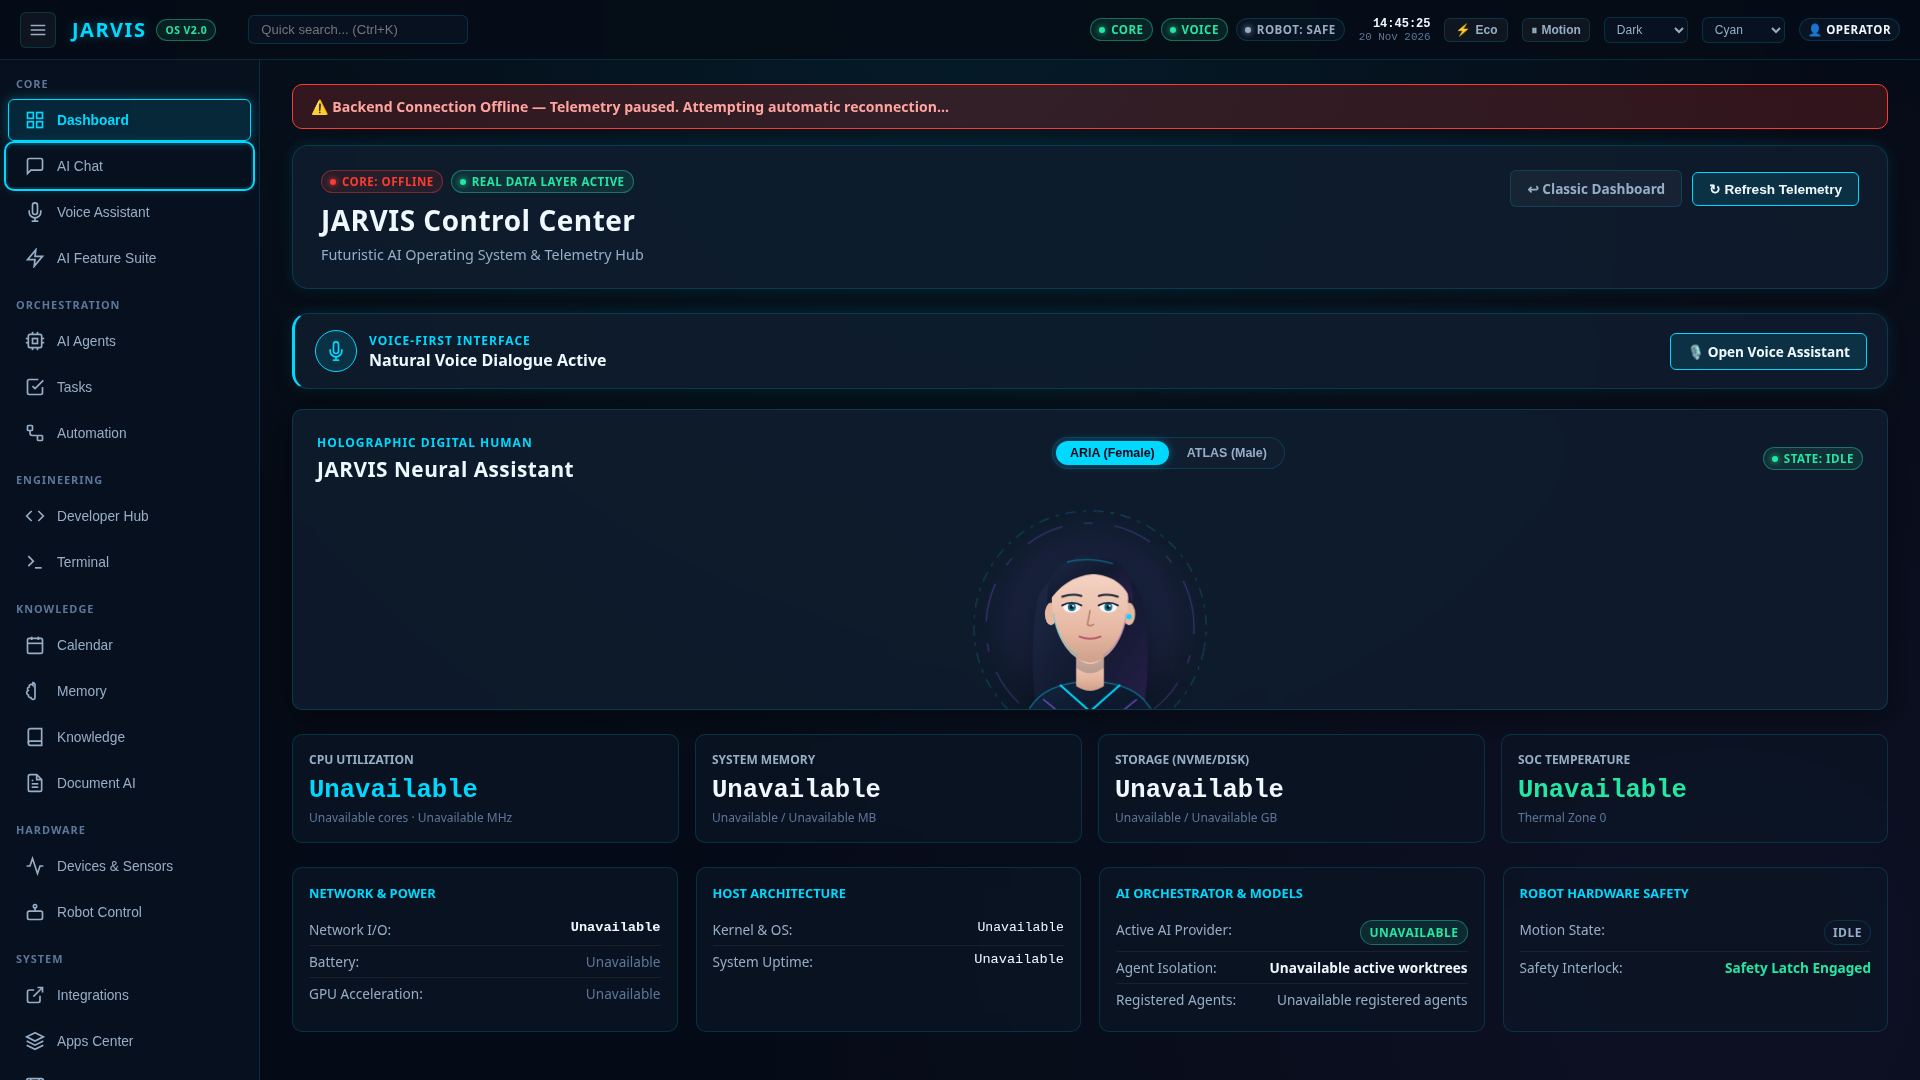 JARVIS
OS V2.0
Quick search... (Ctrl+K)
CORE
VOICE
ROBOT: SAFE
14:45:25
20 Nov 2026
⚡ Eco
⏸ Motion
Dark
Cyan
👤 OPERATOR
CORE
Dashboard
AI Chat
Voice Assistant
AI Feature Suite
ORCHESTRATION
AI Agents
Tasks
Automation
ENGINEERING
Developer Hub
Terminal
KNOWLEDGE
Calendar
Memory
Knowledge
Document AI
HARDWARE
Devices & Sensors
Robot Control
SYSTEM
Integrations
Apps Center
⚠️ Backend Connection Offline — Telemetry paused. Attempting automatic reconnection...
CORE: OFFLINE
REAL DATA LAYER ACTIVE
JARVIS Control Center
Futuristic AI Operating System & Telemetry Hub
↩ Classic Dashboard
↻ Refresh Telemetry
VOICE-FIRST INTERFACE
Natural Voice Dialogue Active
🎙️ Open Voice Assistant
HOLOGRAPHIC DIGITAL HUMAN
JARVIS Neural Assistant
ARIA (Female)
ATLAS (Male)
STATE: IDLE
CPU UTILIZATION
Unavailable
Unavailable cores · Unavailable MHz
SYSTEM MEMORY
Unavailable
Unavailable / Unavailable MB
STORAGE (NVME/DISK)
Unavailable
Unavailable / Unavailable GB
SOC TEMPERATURE
Unavailable
Thermal Zone 0
NETWORK & POWER
Network I/O: Unavailable
Battery: Unavailable
GPU Acceleration: Unavailable
HOST ARCHITECTURE
Kernel & OS: Unavailable
System Uptime: Unavailable
AI ORCHESTRATOR & MODELS
Active AI Provider: UNAVAILABLE
Agent Isolation: Unavailable active worktrees
Registered Agents: Unavailable registered agents
ROBOT HARDWARE SAFETY
Motion State: IDLE
Safety Interlock: Safety Latch Engaged